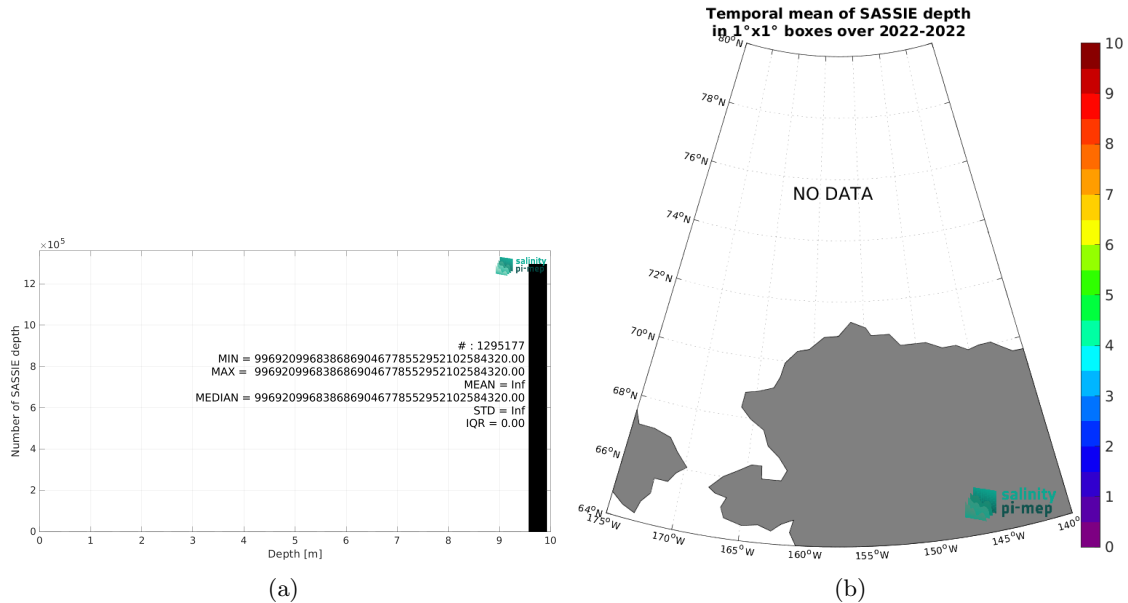 ×10^5
12
10
8
6
4
2
0
Number of SASSIE depth
salinity
pi-mep
# : 1295177
MIN = 9969209968386869046778552952102584320.00
MAX = 9969209968386869046778552952102584320.00
MEAN = Inf
MEDIAN = 9969209968386869046778552952102584320.00
STD = Inf
IQR = 0.00
0 1 2 3 4 5 6 7 8 9 10
Depth [m]
(a)
Temporal mean of SASSIE depth
in 1°x1° boxes over 2022-2022
80°N
78°N
76°N
74°N
72°N
70°N
68°N
66°N
64°N
NO DATA
175°W
170°W
165°W
160°W
155°W
150°W
145°W
140°
salinity
pi-mep
10
9
8
7
6
5
4
3
2
1
0
(b)